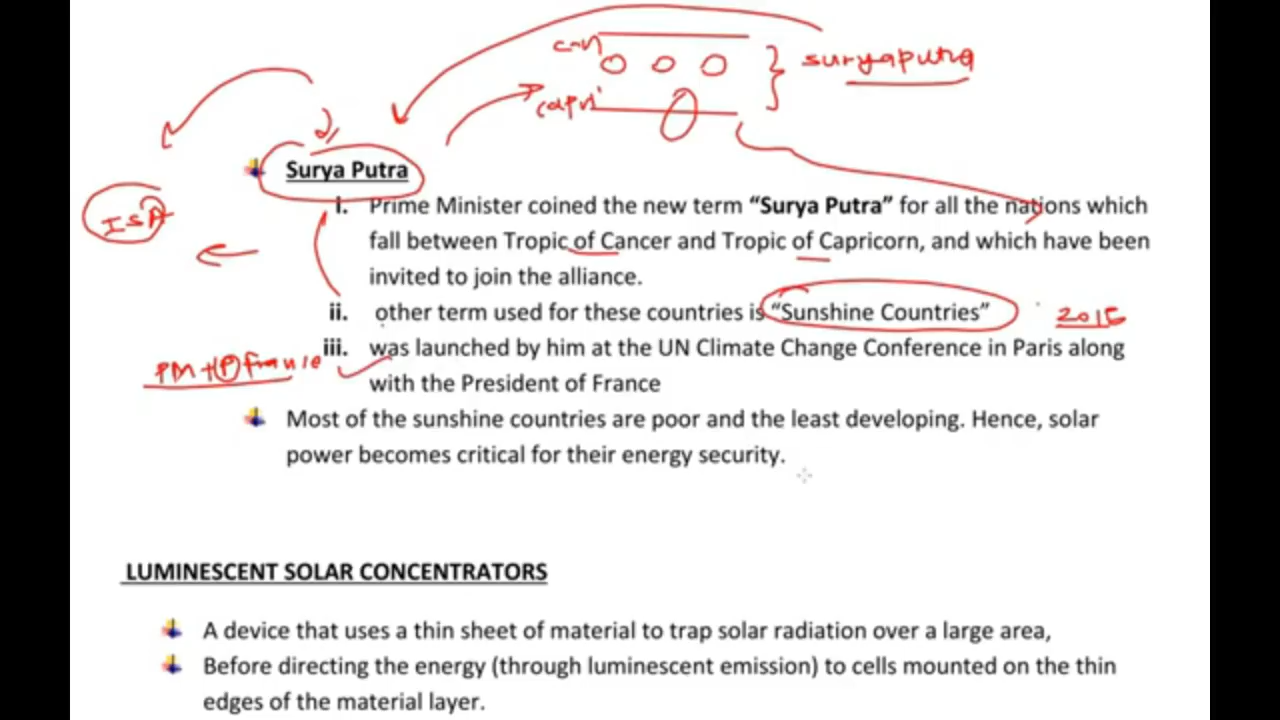 can
suryaputra
capri
Surya Putra
ISA
i. Prime Minister coined the new term “Surya Putra” for all the nations which
fall between Tropic of Cancer and Tropic of Capricorn, and which have been
invited to join the alliance.
ii. other term used for these countries is “Sunshine Countries”
2015
iii. was launched by him at the UN Climate Change Conference in Paris along
PM + P france
with the President of France
Most of the sunshine countries are poor and the least developing. Hence, solar
power becomes critical for their energy security.
LUMINESCENT SOLAR CONCENTRATORS
A device that uses a thin sheet of material to trap solar radiation over a large area,
Before directing the energy (through luminescent emission) to cells mounted on the thin
edges of the material layer.